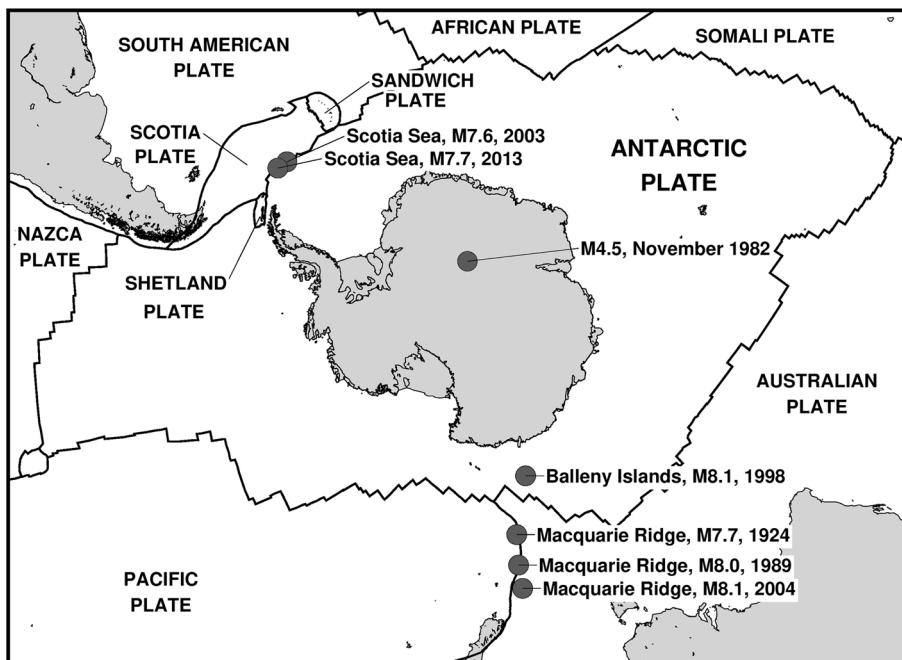 AFRICAN PLATE
SOMALI PLATE
SOUTH AMERICAN
PLATE
SANDWICH
PLATE
SCOTIA
PLATE
Scotia Sea, M7.6, 2003
Scotia Sea, M7.7, 2013
ANTARCTIC
PLATE
NAZCA
PLATE
M4.5, November 1982
SHETLAND
PLATE
AUSTRALIAN
PLATE
Balleny Islands, M8.1, 1998
Macquarie Ridge, M7.7, 1924
Macquarie Ridge, M8.0, 1989
Macquarie Ridge, M8.1, 2004
PACIFIC
PLATE